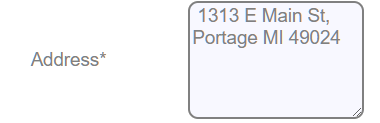 1313 E Main St,
Portage MI 49024
Address*